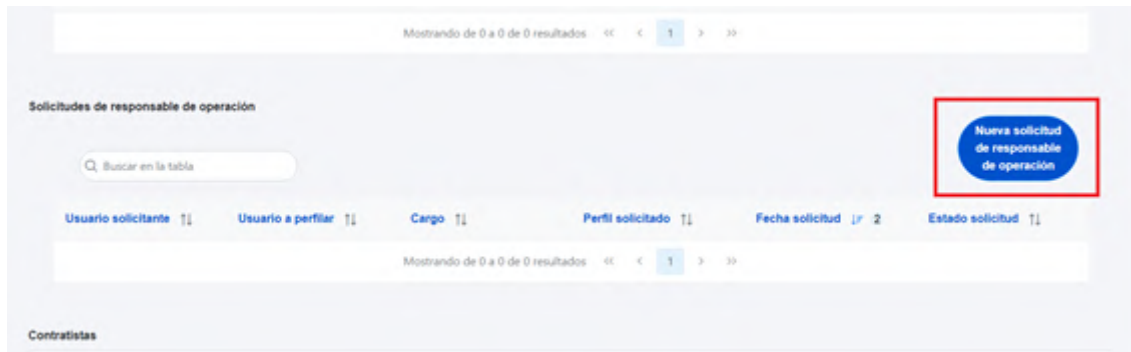 Mostrando de 0 a 0 de 0 resultados << < 1 > >>
Solicitudes de responsable de operación
Nueva solicitud
de responsable
de operación
Buscar en la tabla
Usuario solicitante Usuario a perfilar Cargo Perfil solicitado Fecha solicitud 2 Estado solicitud
Mostrando de 0 a 0 de 0 resultados << < 1 > >>
Contratistas